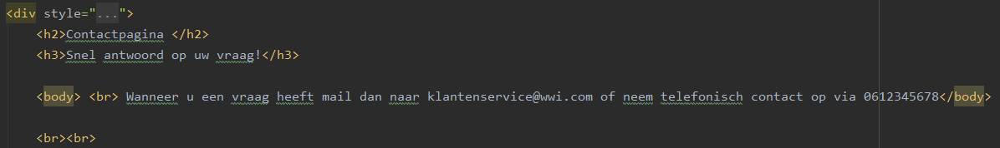 <div style="...">
<h2>Contactpagina </h2>
<h3>Snel antwoord op uw vraag!</h3>
<body> <br> Wanneer u een vraag heeft mail dan naar klantenservice@wwi.com of neem telefonisch contact op via 0612345678</body>
<br><br>